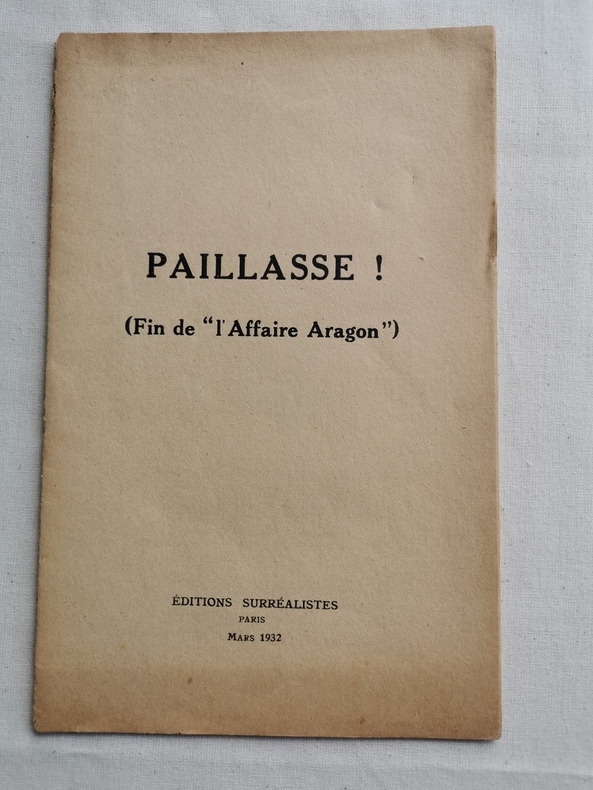 PAILLASSE !
(Fin de “l'Affaire Aragon”)
ÉDITIONS SURRÉALISTES
PARIS
MARS 1932